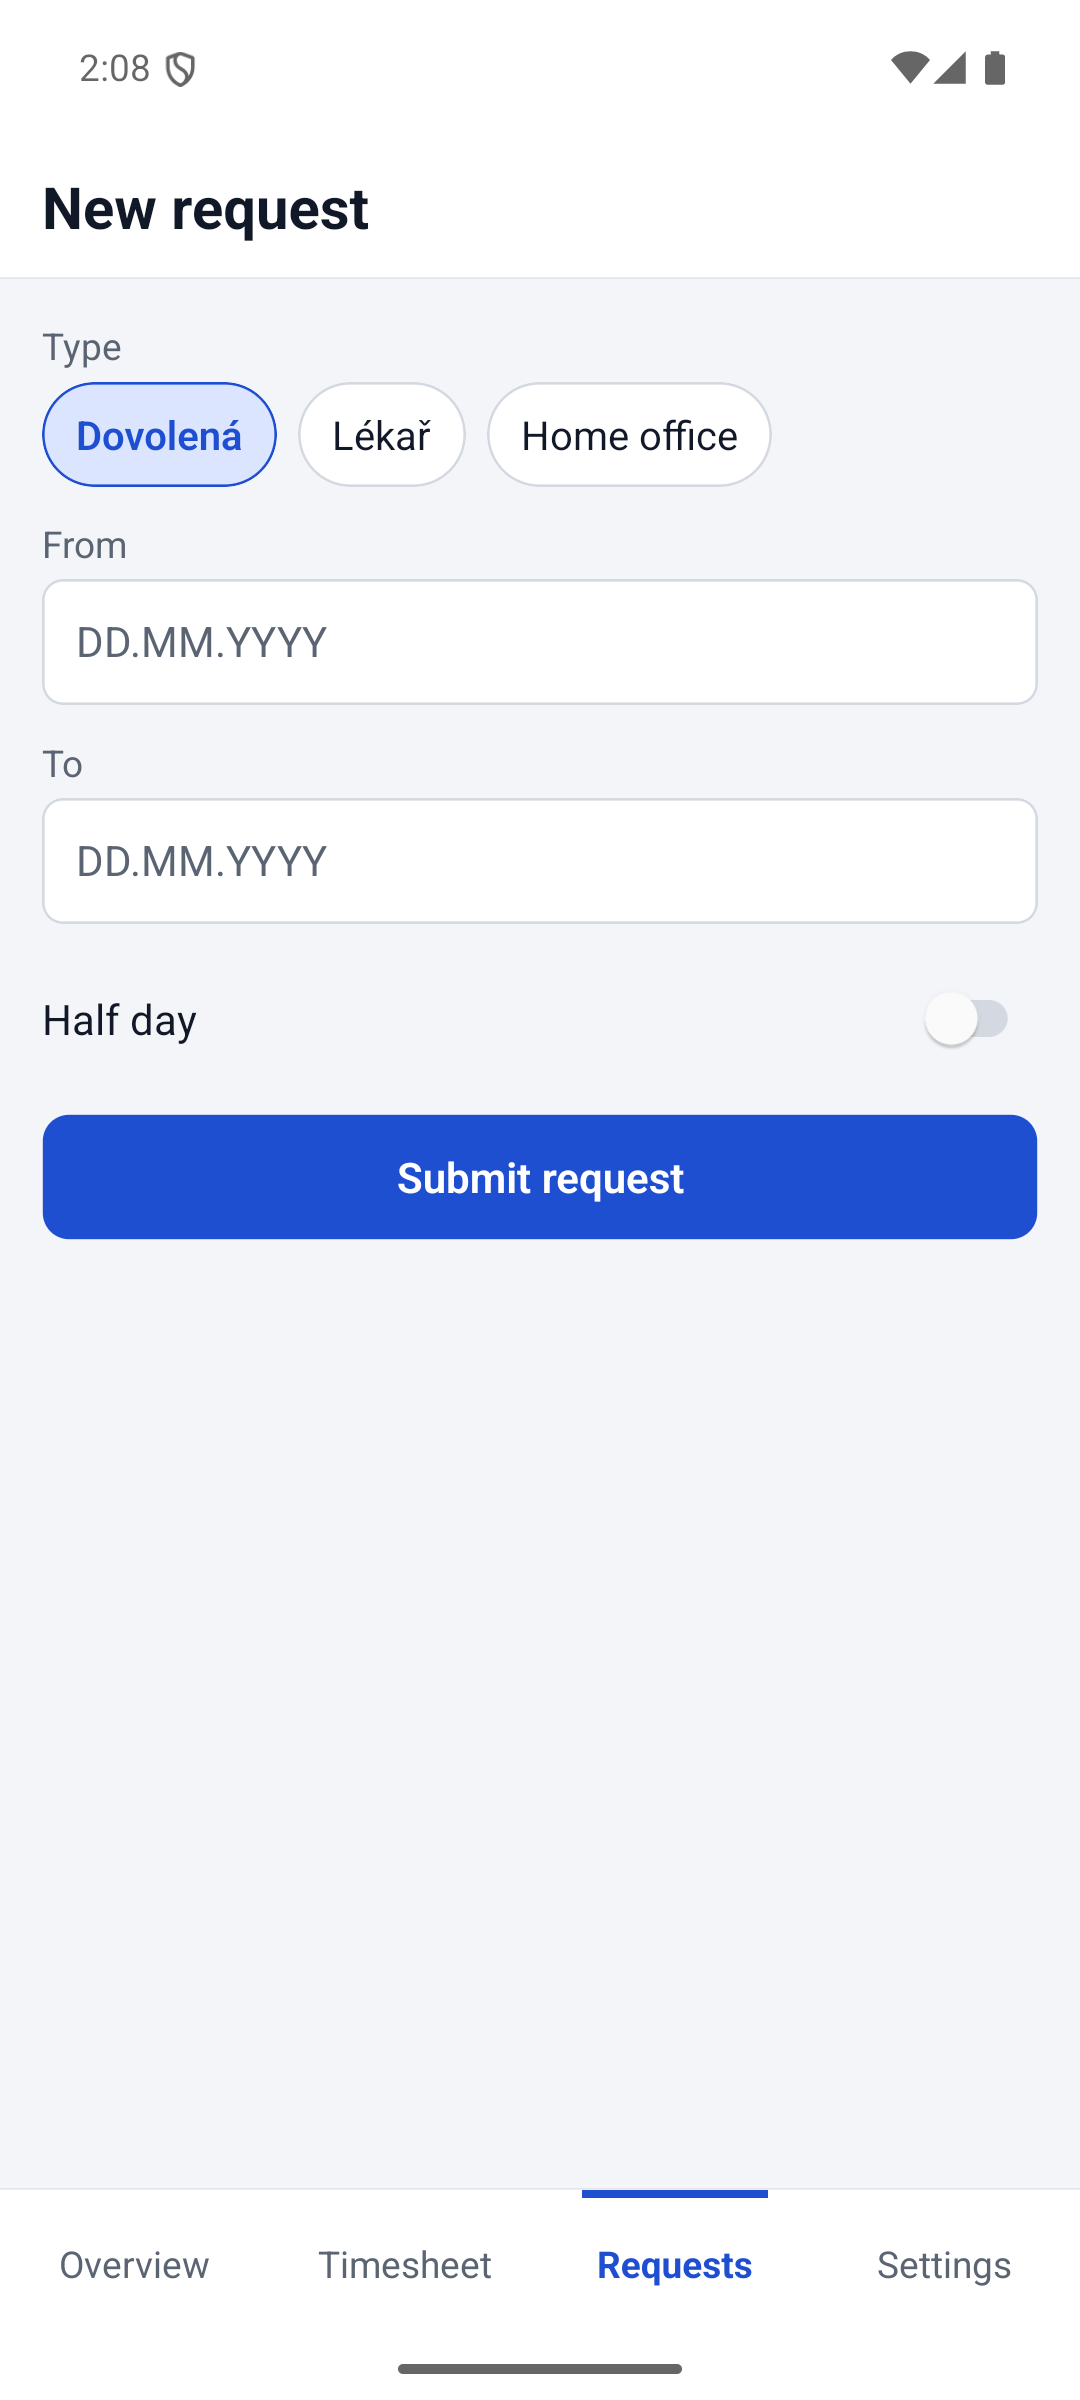 2:08
New request
Type
Dovolená Lékař Home office
From
DD.MM.YYYY
To
DD.MM.YYYY
Half day
Submit request
Overview Timesheet Requests Settings